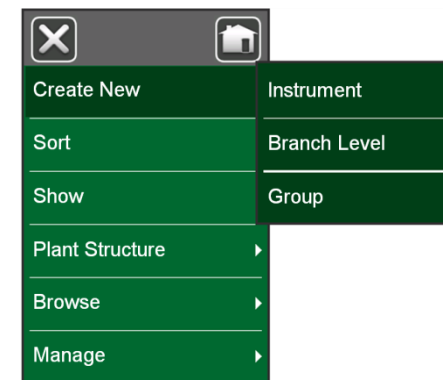 Create New
Instrument
Sort
Branch Level
Show
Group
Plant Structure
Browse
Manage